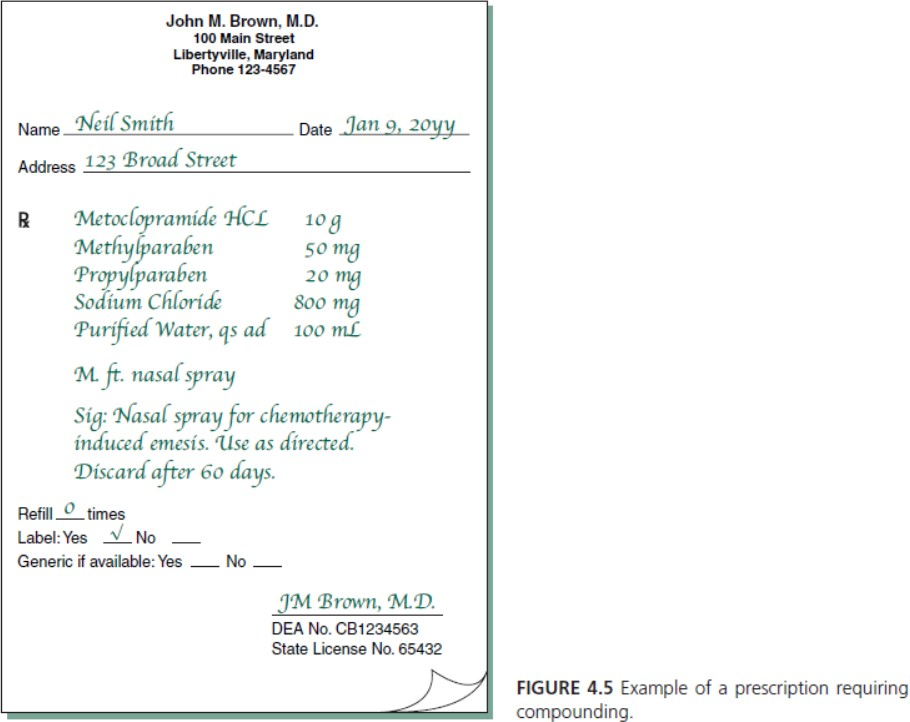 John M. Brown, M.D.
100 Main Street
Libertyville, Maryland
Phone 123-4567
Name Neil Smith Date Jan 9, 20yy
Address 123 Broad Street
℞ Metoclopramide HCL 10 g
Methylparaben 50 mg
Propylparaben 20 mg
Sodium Chloride 800 mg
Purified Water, qs ad 100 mL
M. ft. nasal spray
Sig: Nasal spray for chemotherapy-
induced emesis. Use as directed.
Discard after 60 days.
Refill 0 times
Label: Yes √ No
Generic if available: Yes No
JM Brown, M.D.
DEA No. CB1234563
State License No. 65432
FIGURE 4.5 Example of a prescription requiring
compounding.